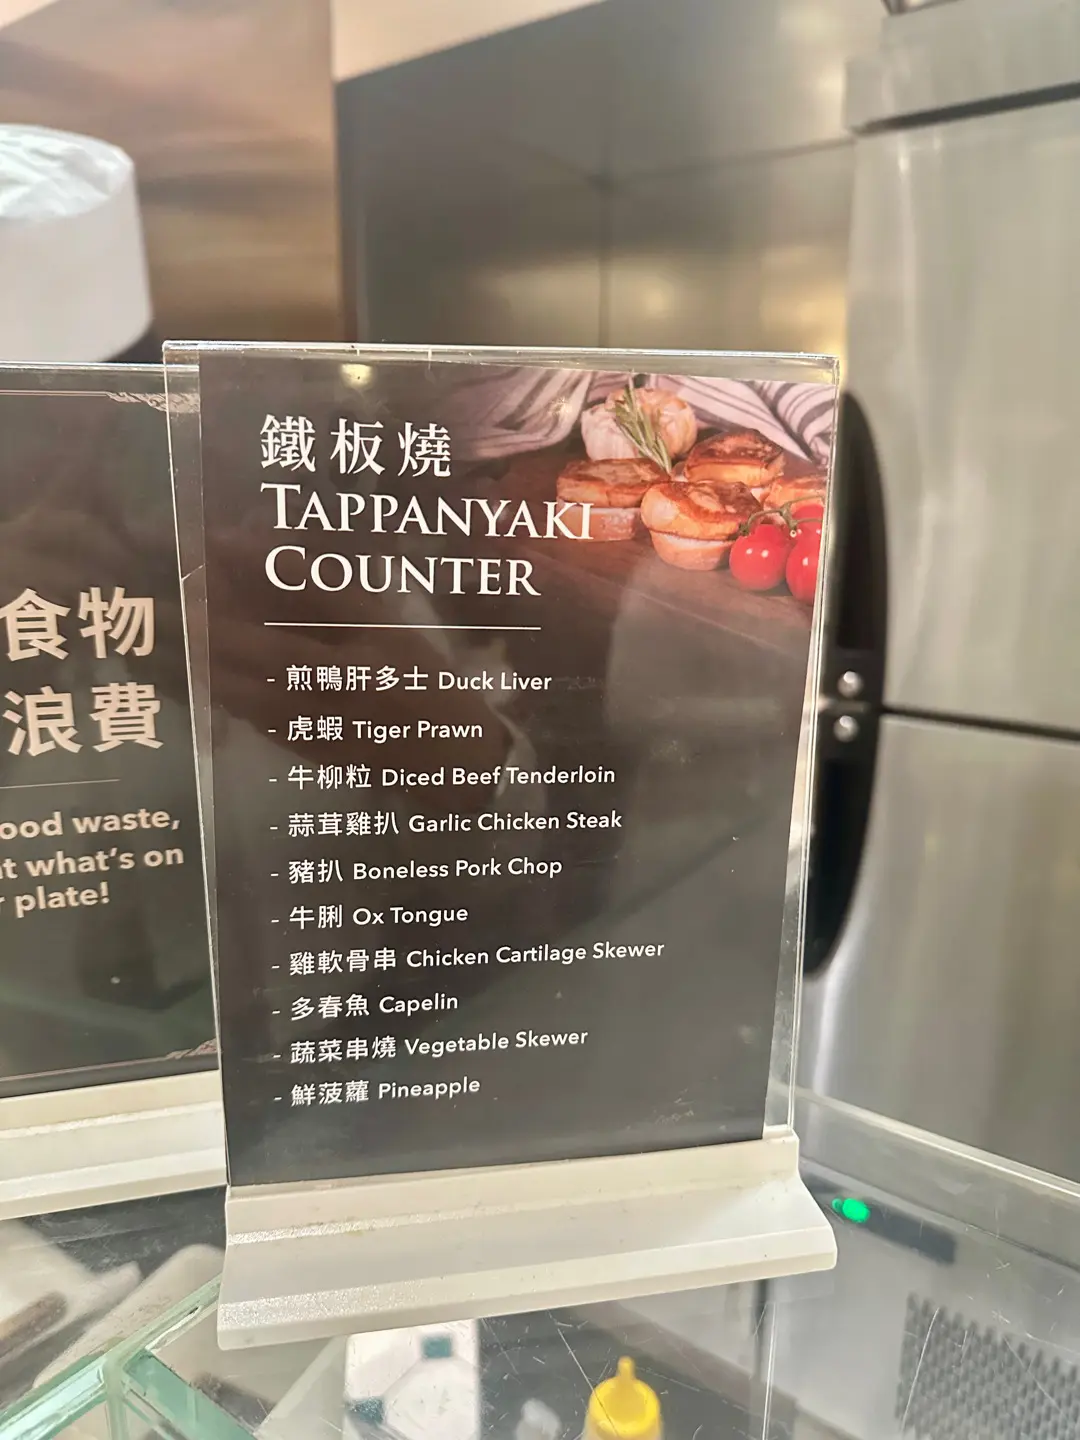 鐵板燒
TAPPANYAKI
COUNTER
- 煎鴨肝多士 Duck Liver
- 虎蝦 Tiger Prawn
- 牛柳粒 Diced Beef Tenderloin
- 蒜茸雞扒 Garlic Chicken Steak
- 豬扒 Boneless Pork Chop
- 牛脷 Ox Tongue
- 雞軟骨串 Chicken Cartilage Skewer
- 多春魚 Capelin
- 蔬菜串燒 Vegetable Skewer
- 鮮菠蘿 Pineapple
食物
浪費
waste,
what's on
plate!